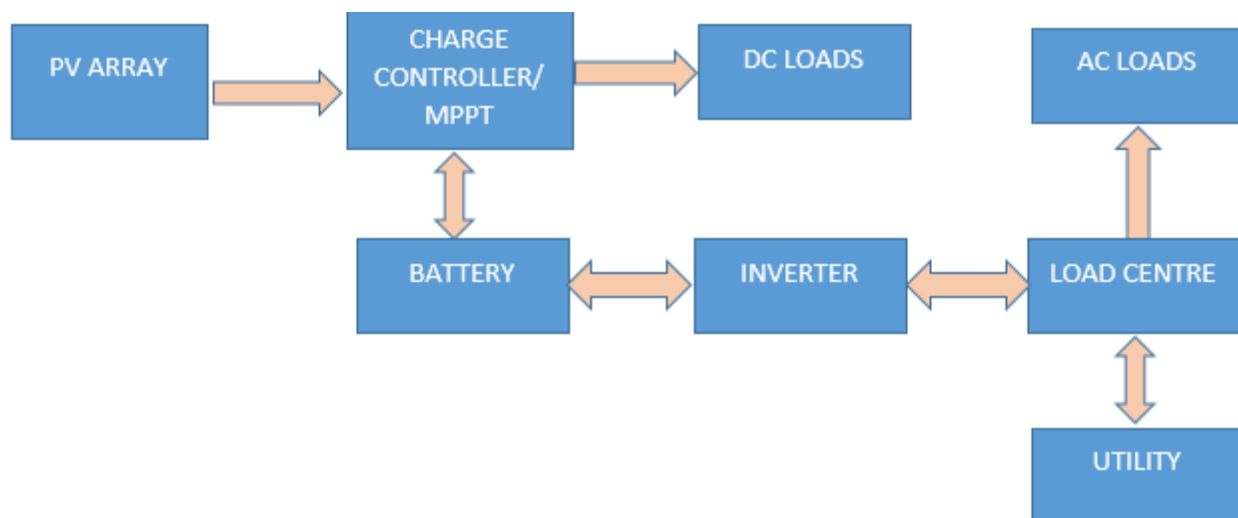 PV ARRAY
CHARGE
CONTROLLER/
MPPT
DC LOADS
AC LOADS
BATTERY
INVERTER
LOAD CENTRE
UTILITY